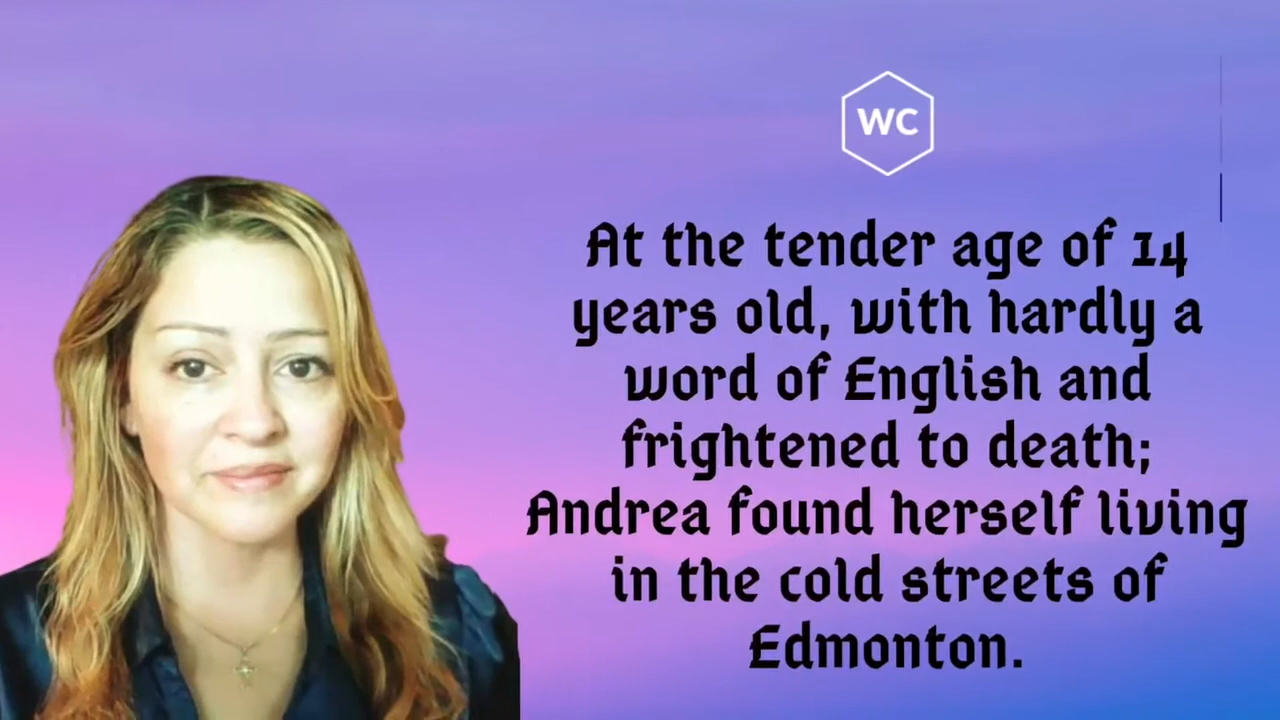 WC
At the tender age of 14
years old, with hardly a
word of English and
frightened to death;
Andrea found herself living
in the cold streets of
Edmonton.